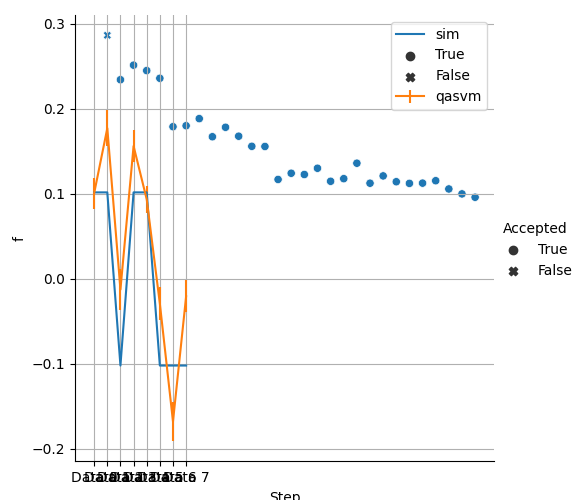 0.3
0.2
0.1
0.0
−0.1
−0.2
f
sim
True
False
qasvm
Accepted
True
False
7
Step